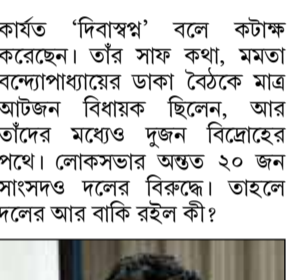 কার্যত ‘দিবাস্বপ্ন’ বলে কটাক্ষ
করেছেন। তাঁর সাফ কথা, মমতা
বন্দ্যোপাধ্যায়ের ডাকা বৈঠকে মাত্র
আটজন বিধায়ক ছিলেন, আর
তাঁদের মধ্যেও দুজন বিদ্রোহের
পথে। লোকসভার অন্তত ২০ জন
সাংসদও দলের বিরুদ্ধে। তাহলে
দলের আর বাকি রইল কী?